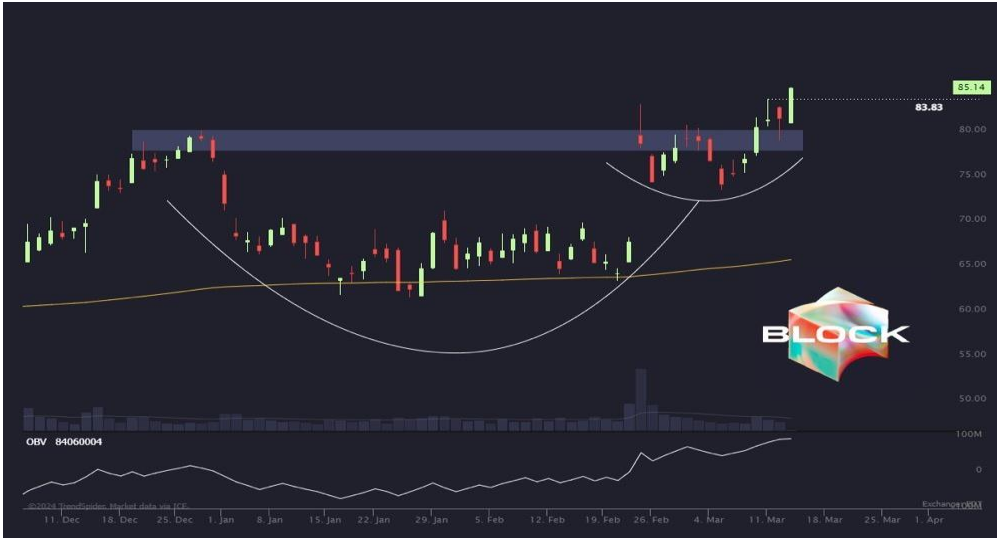 85.14
83.83
80.00
75.00
70.00
65.00
60.00
55.00
50.00
BLOCK
OBV 84060004
100M
0
-100M
©2024 TrendSpider. Market data via ICE.
11. Dec 18. Dec 25. Dec 1. Jan 8. Jan 15. Jan 22. Jan 29. Jan 5. Feb 12. Feb 19. Feb 26. Feb 4. Mar 11. Mar 18. Mar 25. Mar 1. Apr